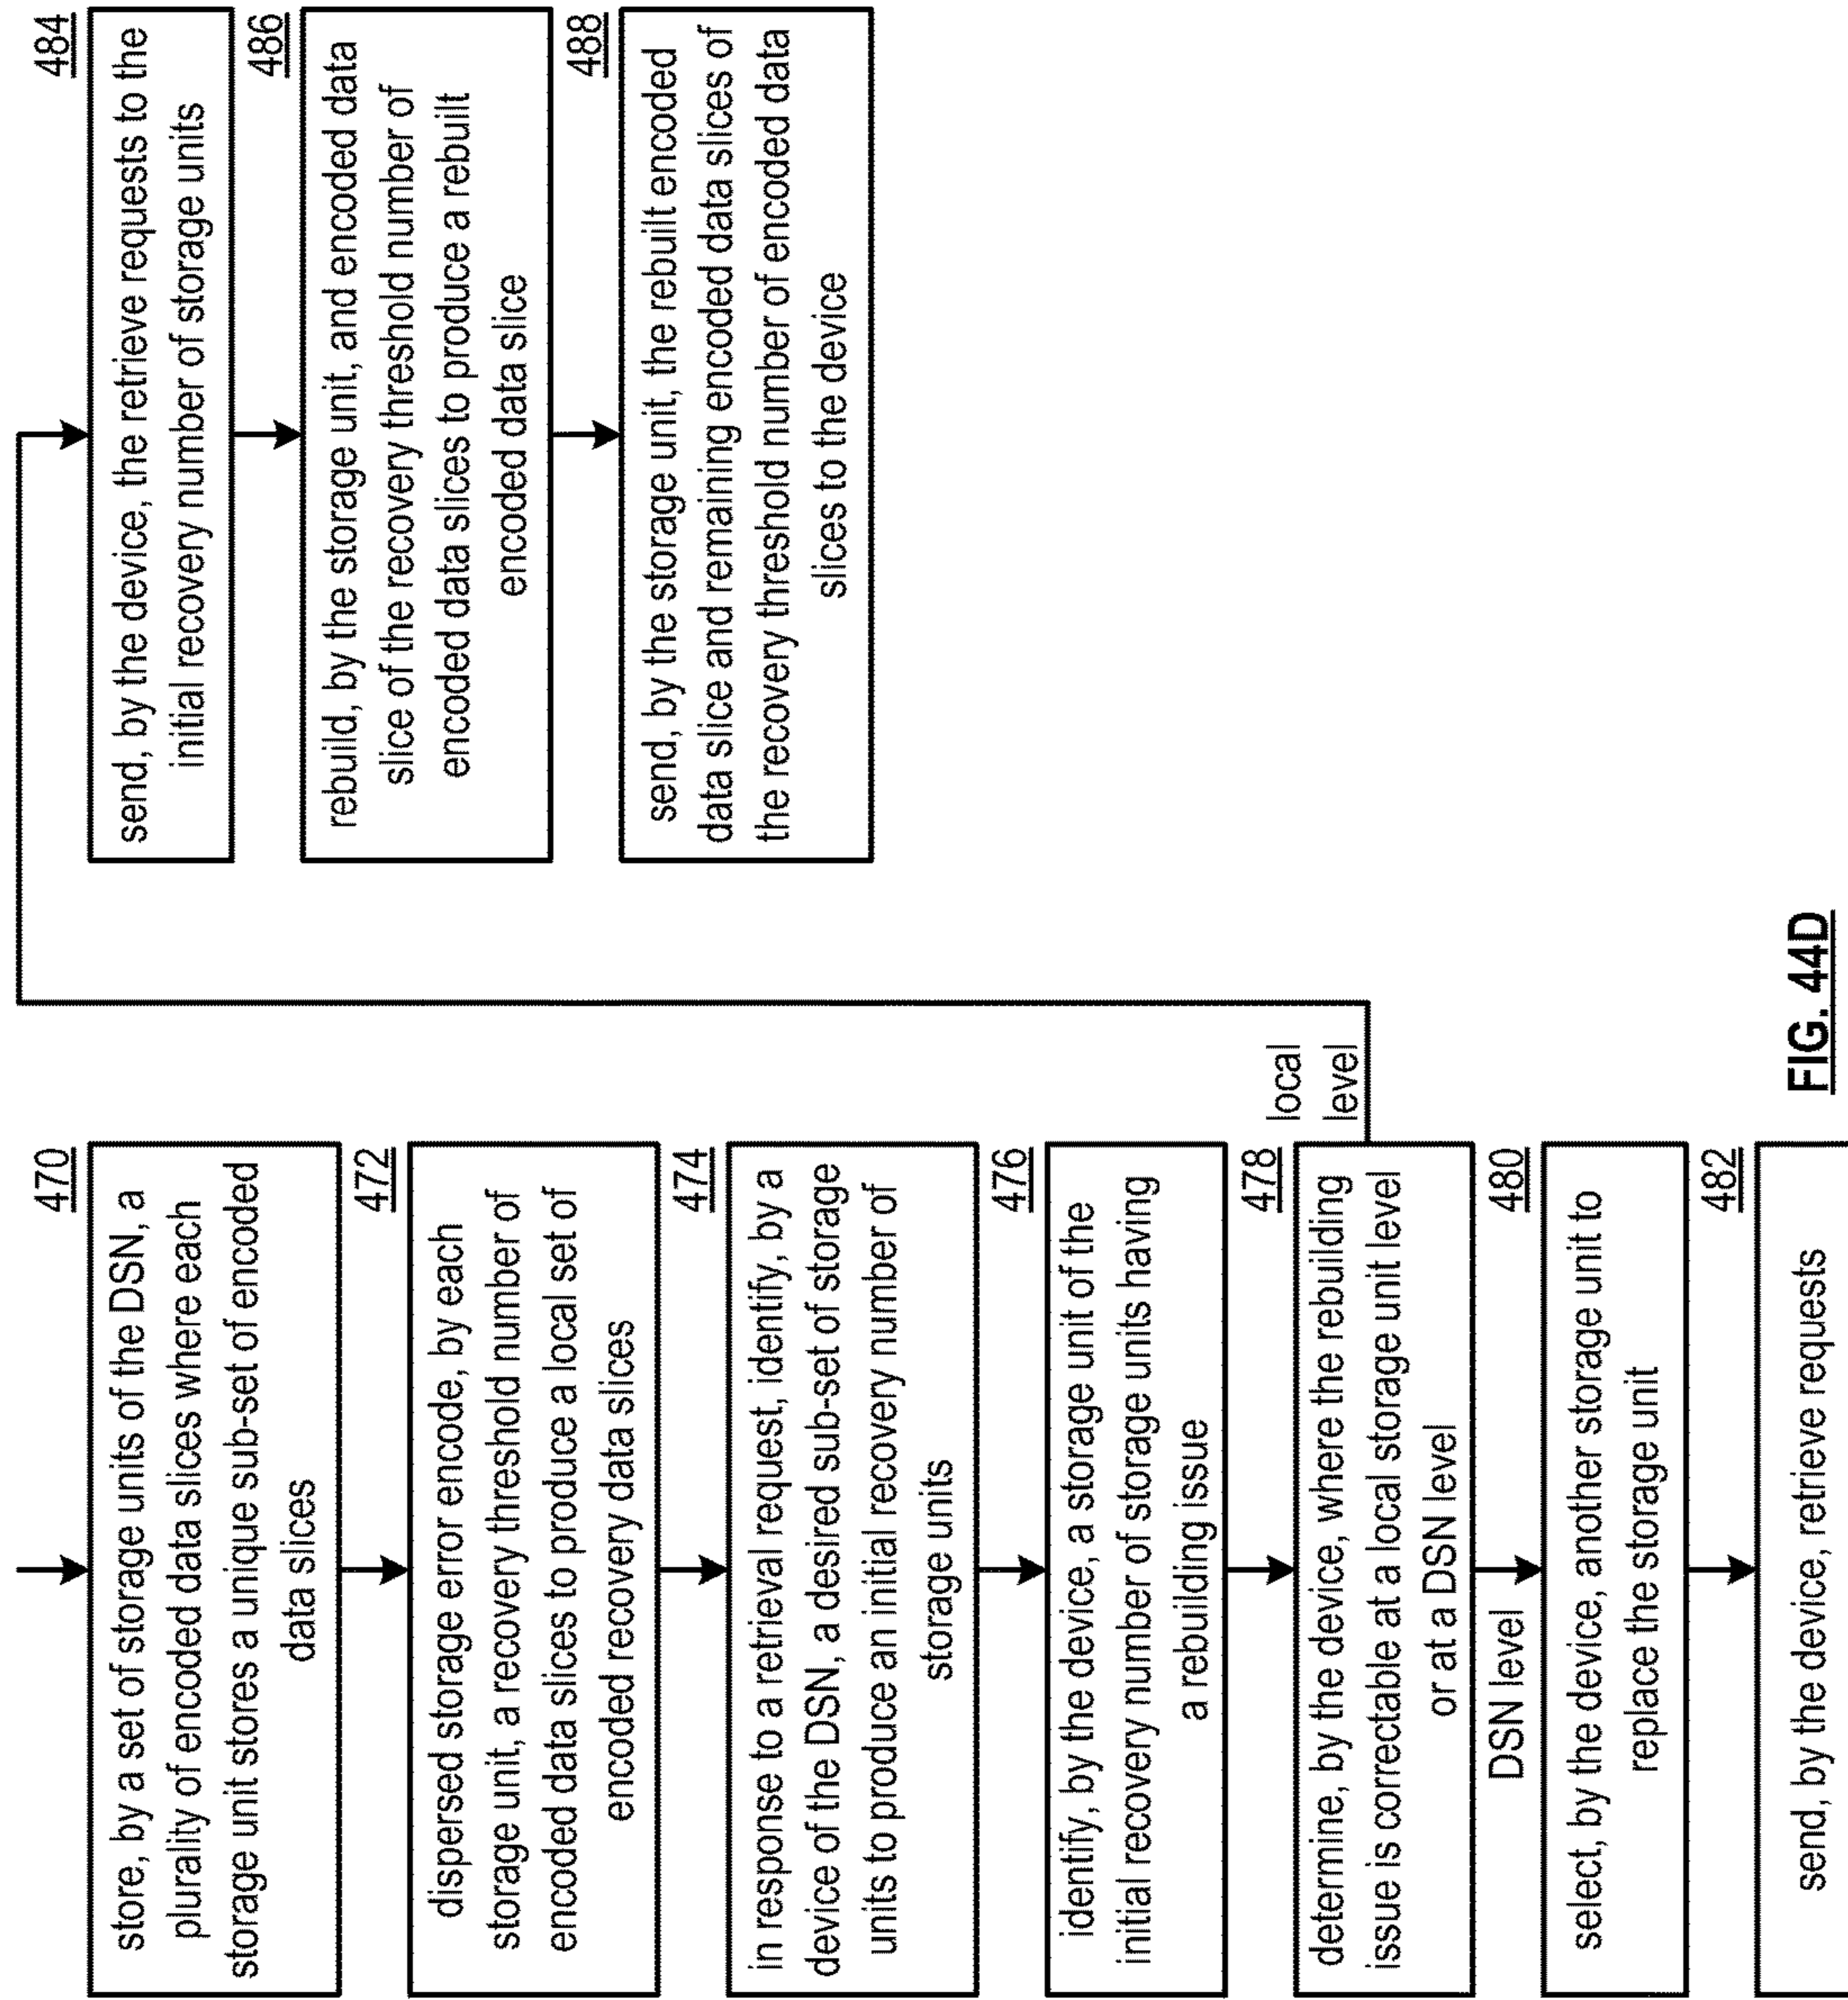 470
store, by a set of storage units of the DSN, a
plurality of encoded data slices where each
storage unit stores a unique sub-set of encoded
data slices
472
dispersed storage error encode, by each
storage unit, a recovery threshold number of
encoded data slices to produce a local set of
encoded recovery data slices
474
in response to a retrieval request, identify, by a
device of the DSN, a desired sub-set of storage
units to produce an initial recovery number of
storage units
476
identify, by the device, a storage unit of the
initial recovery number of storage units having
a rebuilding issue
478
determine, by the device, where the rebuilding
issue is correctable at a local storage unit level
or at a DSN level
local
level
DSN level
480
select, by the device, another storage unit to
replace the storage unit
482
send, by the device, retrieve requests
484
send, by the device, the retrieve requests to the
initial recovery number of storage units
486
rebuild, by the storage unit, and encoded data
slice of the recovery threshold number of
encoded data slices to produce a rebuilt
encoded data slice
488
send, by the storage unit, the rebuilt encoded
data slice and remaining encoded data slices of
the recovery threshold number of encoded data
slices to the device
FIG. 44D